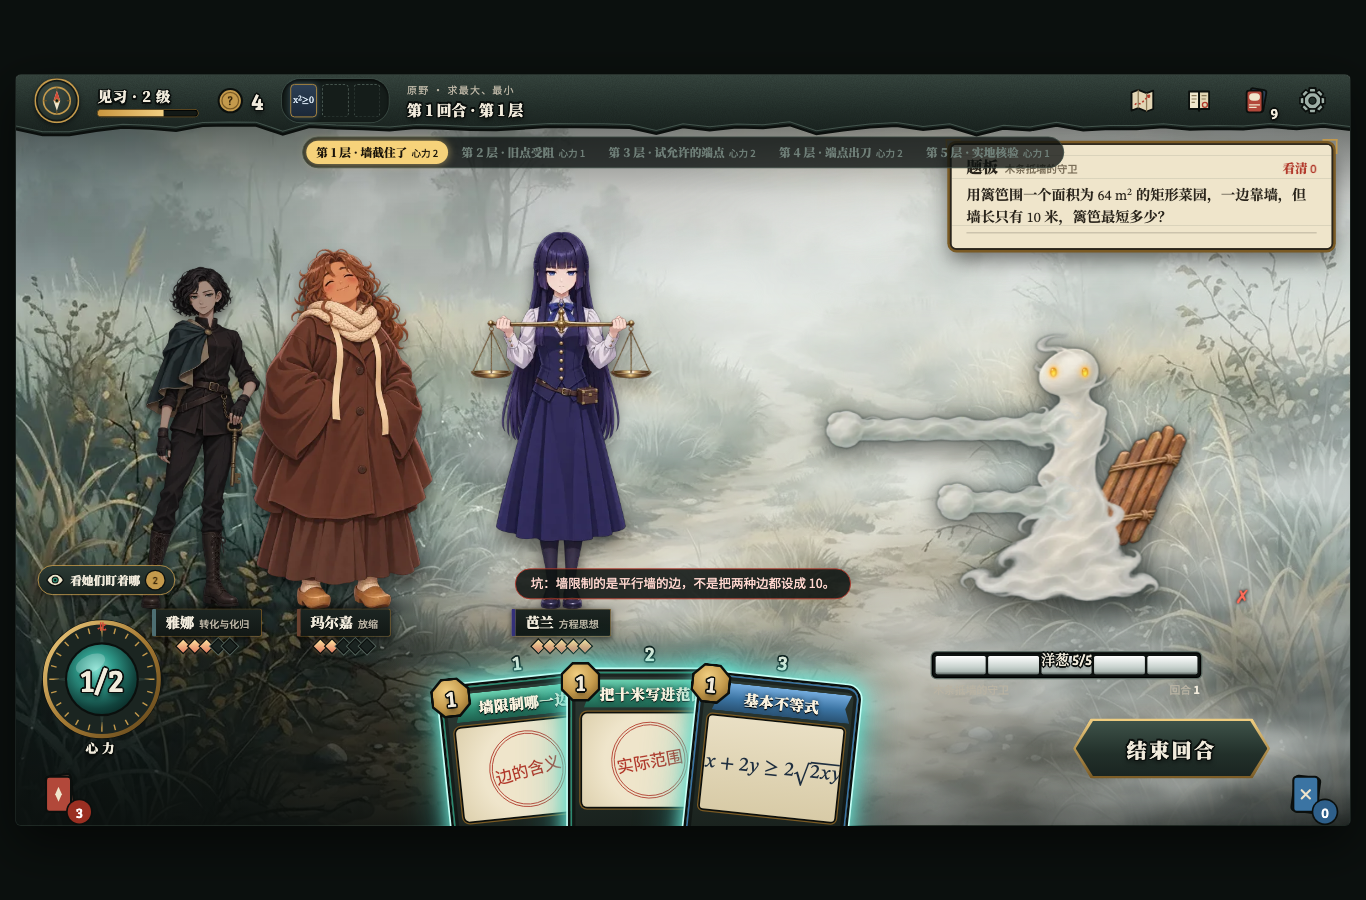 见习·2 级
? 4
x²≥0
原野 · 求最大、最小
第1回合·第1层
9
第1层·墙截住了 心力2
第2层·旧点受阻 心力1
第3层·试允许的端点 心力2
第4层·端点出刀 心力2
第5层·实地核验 心力1
题板 木条抵墙的守卫
看清 0
用篱笆围一个面积为 64 m² 的矩形菜园，一边靠墙，但
墙长只有 10 米，篱笆最短多少？
看她们盯着哪 2
坑：墙限制的是平行墙的边，不是把两种边都设成 10。
✗
雅娜 转化与化归
玛尔嘉 放缩
芭兰 方程思想
1/2
心力
洋葱 5/5
回合 1
1
2
3
1 墙限制哪一边
边的含义
1 把十米写进范
实际范围
1 基本不等式
x + 2y ≥ 2√2xy
结束回合
3
0